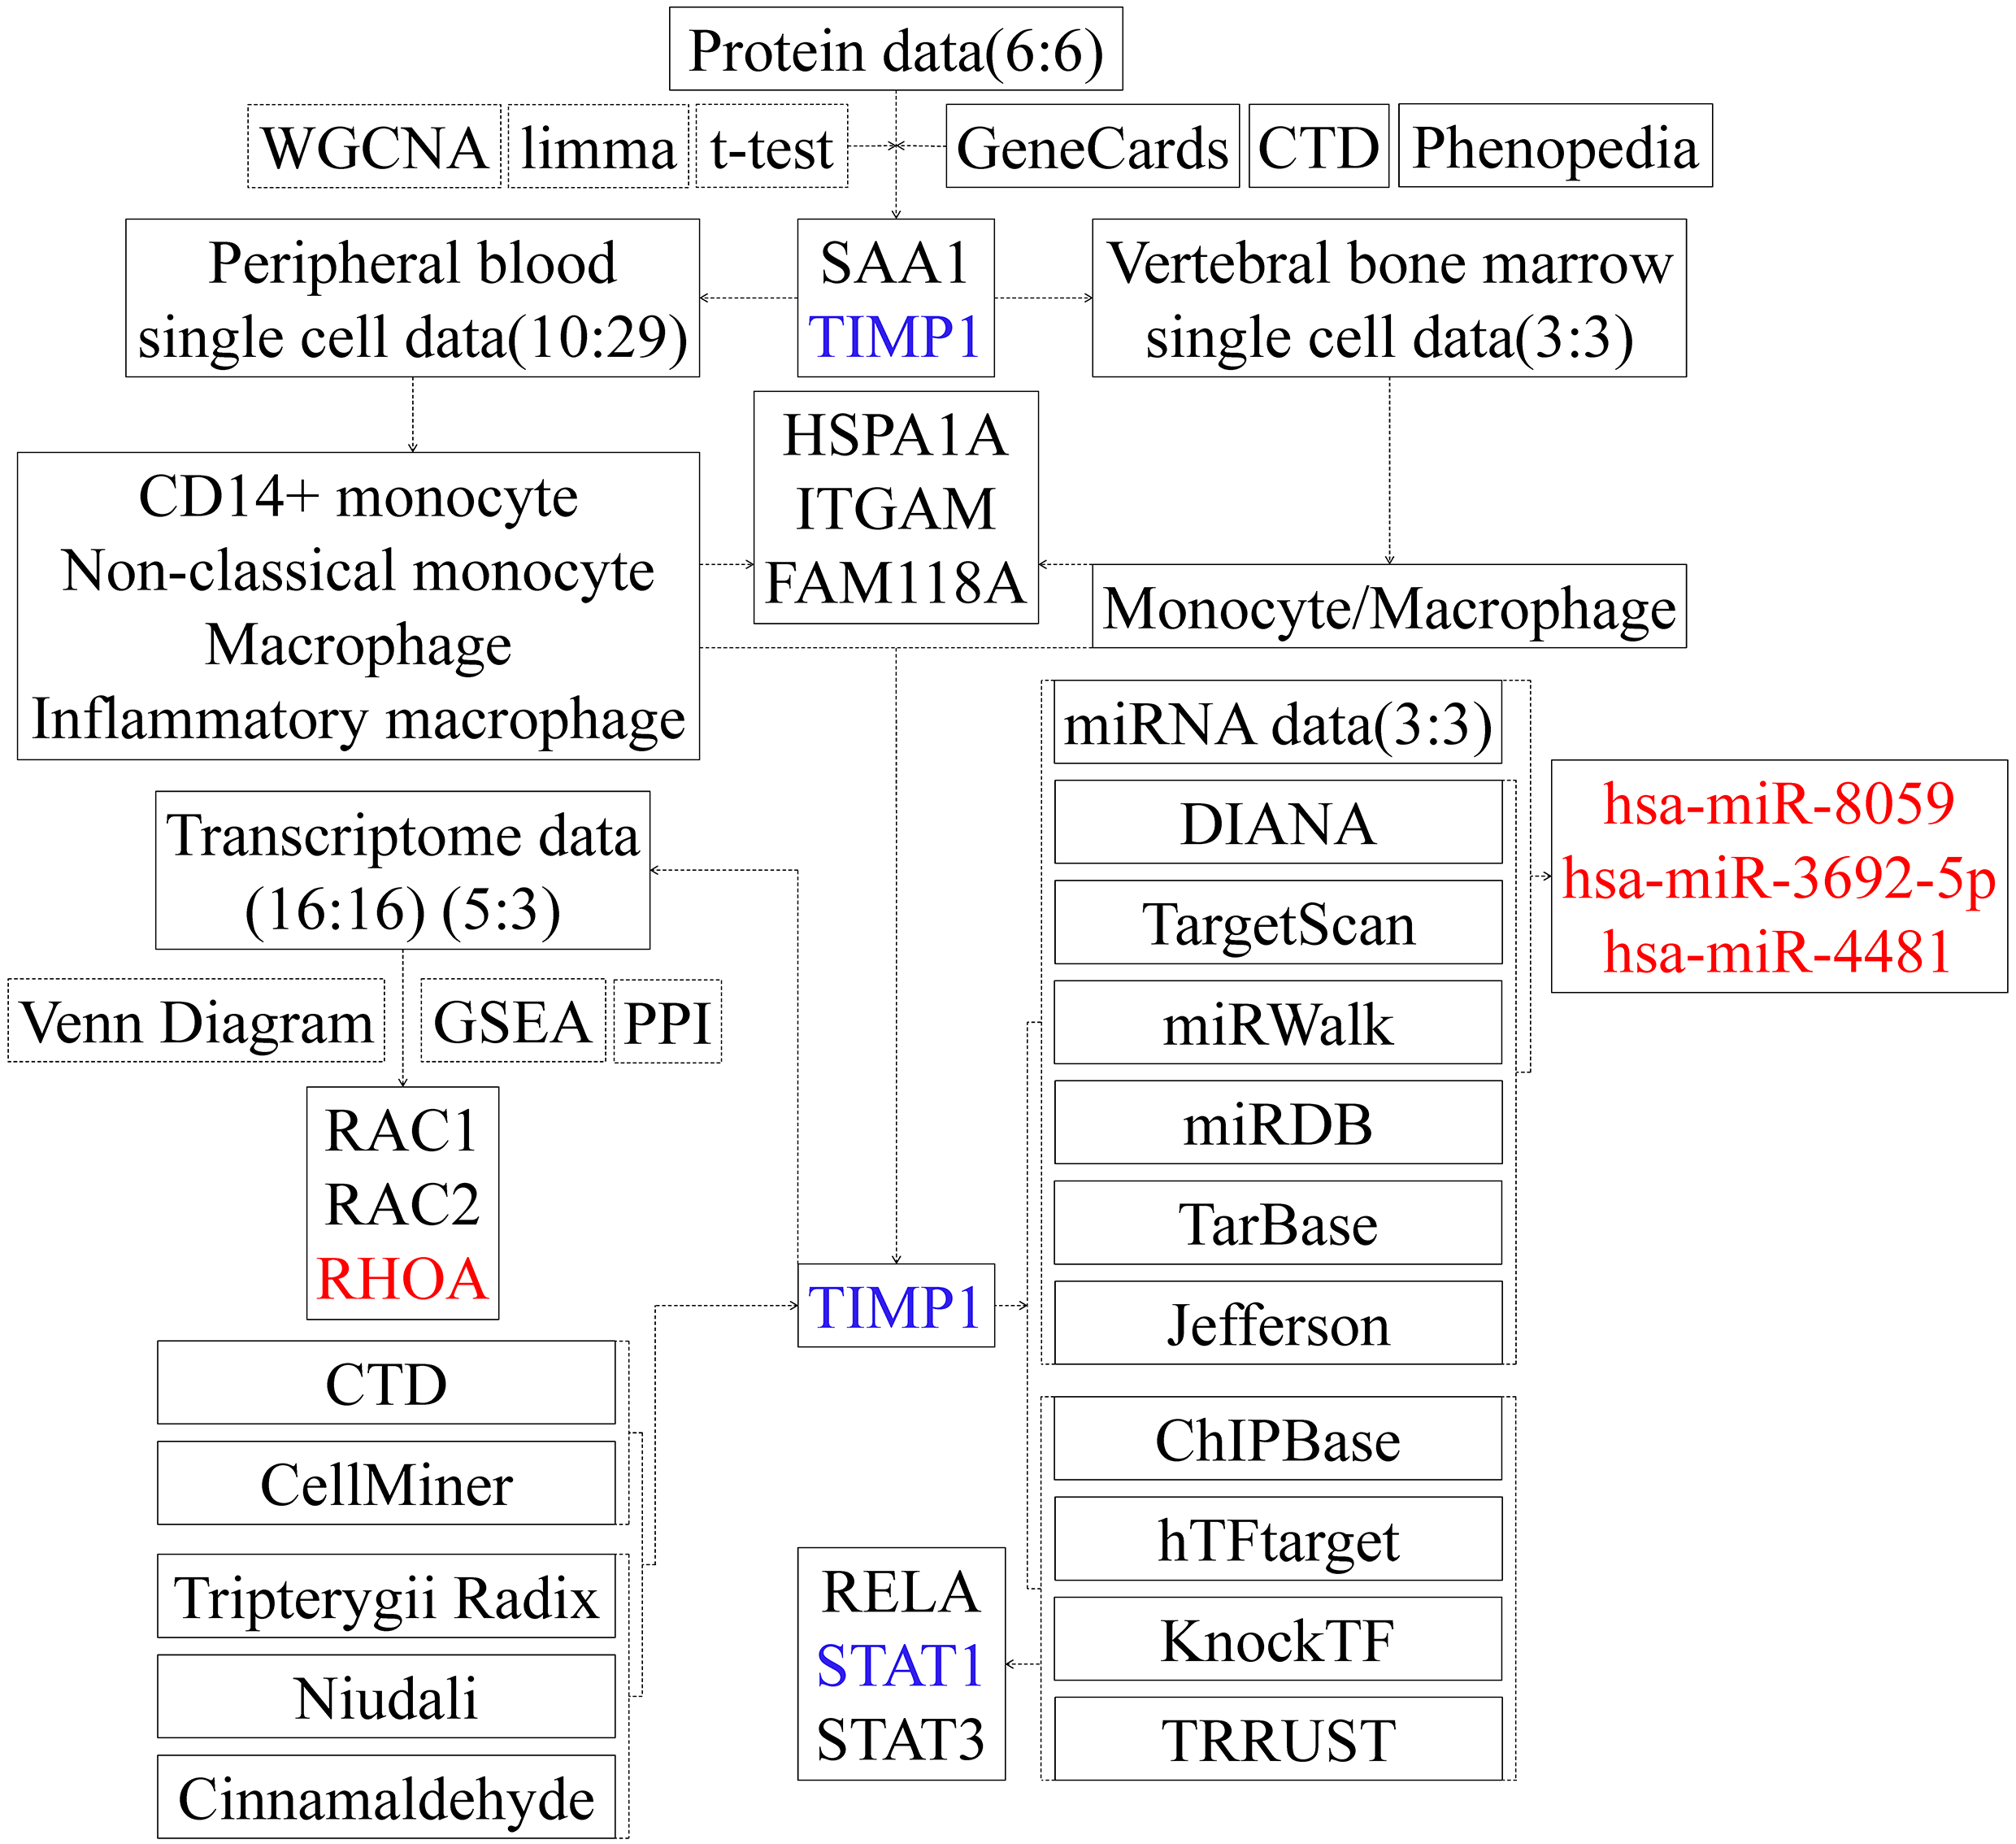 Protein data(6:6)
WGCNA
limma
t-test
GeneCards
CTD
Phenopedia
Peripheral blood
single cell data(10:29)
SAA1
TIMP1
Vertebral bone marrow
single cell data(3:3)
HSPA1A
ITGAM
FAM118A
CD14+ monocyte
Non-classical monocyte
Macrophage
Inflammatory macrophage
Monocyte/Macrophage
miRNA data(3:3)
DIANA
TargetScan
miRWalk
miRDB
TarBase
Jefferson
hsa-miR-8059
hsa-miR-3692-5p
hsa-miR-4481
Transcriptome data
(16:16) (5:3)
Venn Diagram
GSEA
PPI
RAC1
RAC2
RHOA
TIMP1
CTD
CellMiner
Tripterygii Radix
Niudali
Cinnamaldehyde
RELA
STAT1
STAT3
ChIPBase
hTFtarget
KnockTF
TRRUST